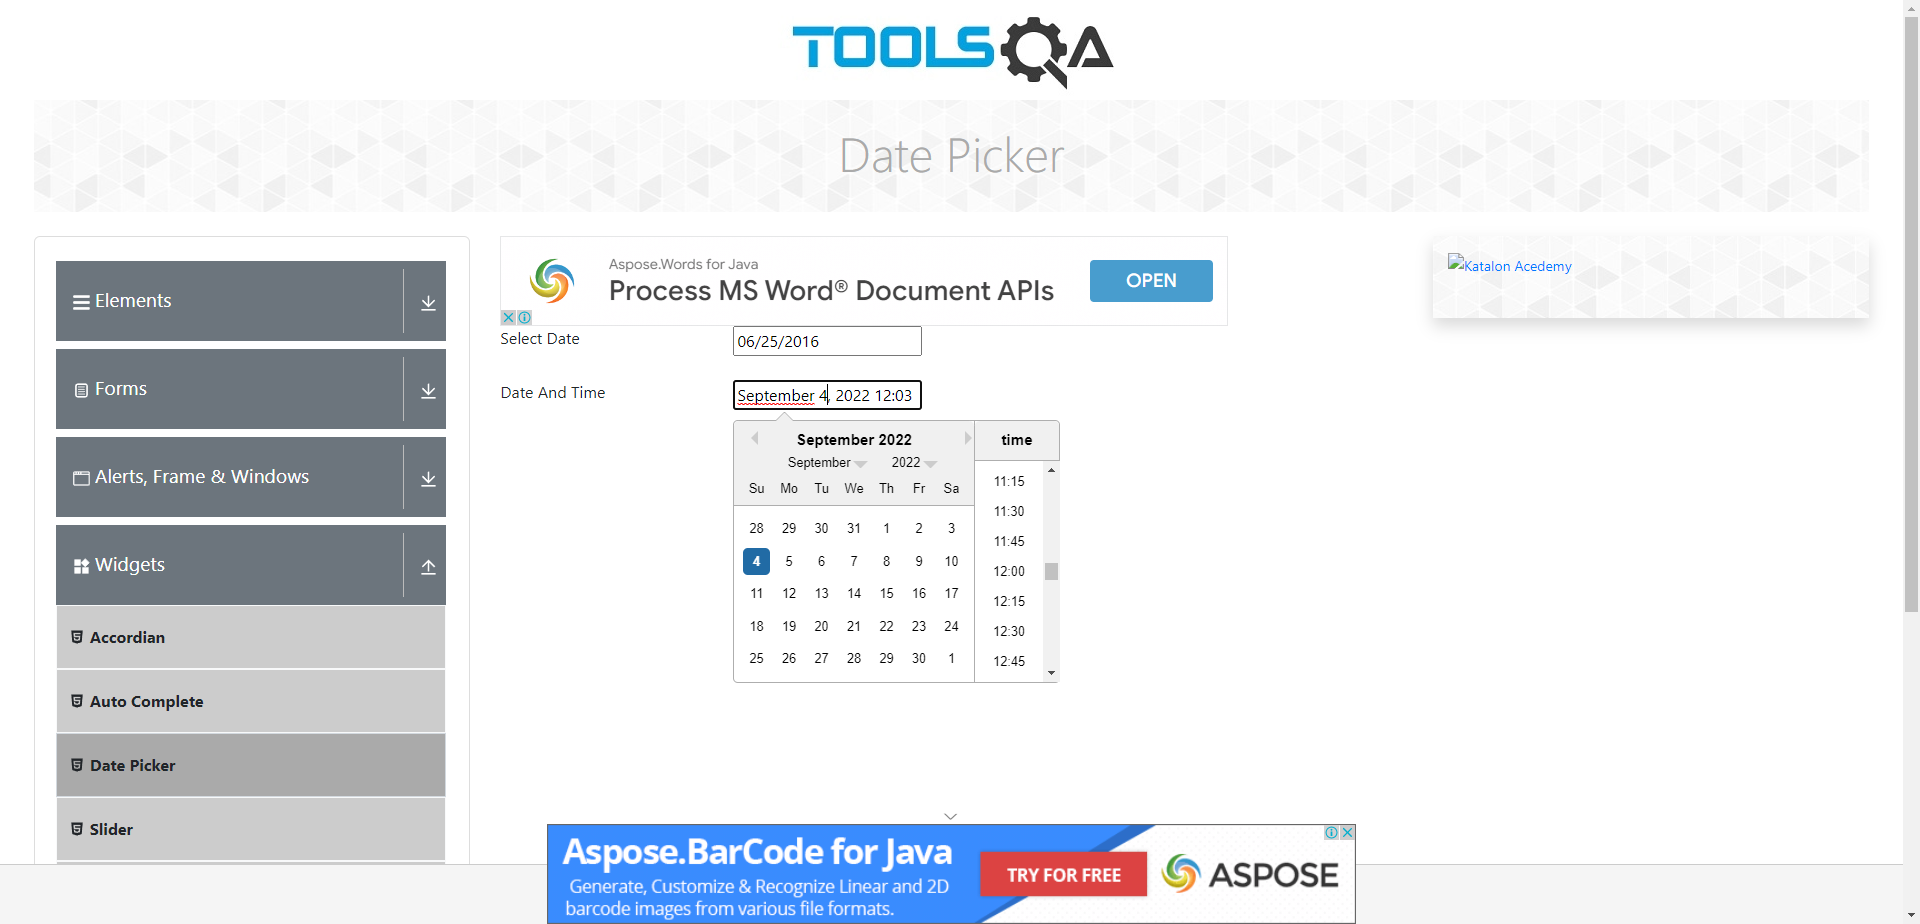 TOOLSQA
Date Picker
Elements
Forms
Alerts, Frame & Windows
Widgets
Accordian
Auto Complete
Date Picker
Slider
Aspose.Words for Java
Process MS Word® Document APIs
OPEN
Katalon Acedemy
Select Date
06/25/2016
Date And Time
September 4, 2022 12:03
September 2022
September 2022
Su Mo Tu We Th Fr Sa
28 29 30 31 1 2 3
4 5 6 7 8 9 10
11 12 13 14 15 16 17
18 19 20 21 22 23 24
25 26 27 28 29 30 1
time
11:15
11:30
11:45
12:00
12:15
12:30
12:45
Aspose.BarCode for Java
Generate, Customize & Recognize Linear and 2D
barcode images from various file formats.
TRY FOR FREE
ASPOSE